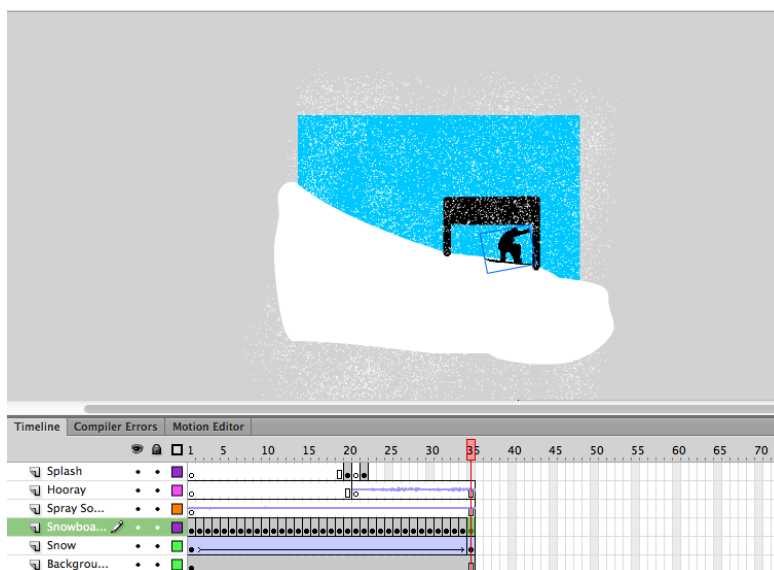 Timeline Compiler Errors Motion Editor
1 5 10 15 20 25 30 35 40 45 50 55 60 65 70
Splash
Hooray
Spray So...
Snowboa...
Snow
Backgrou...